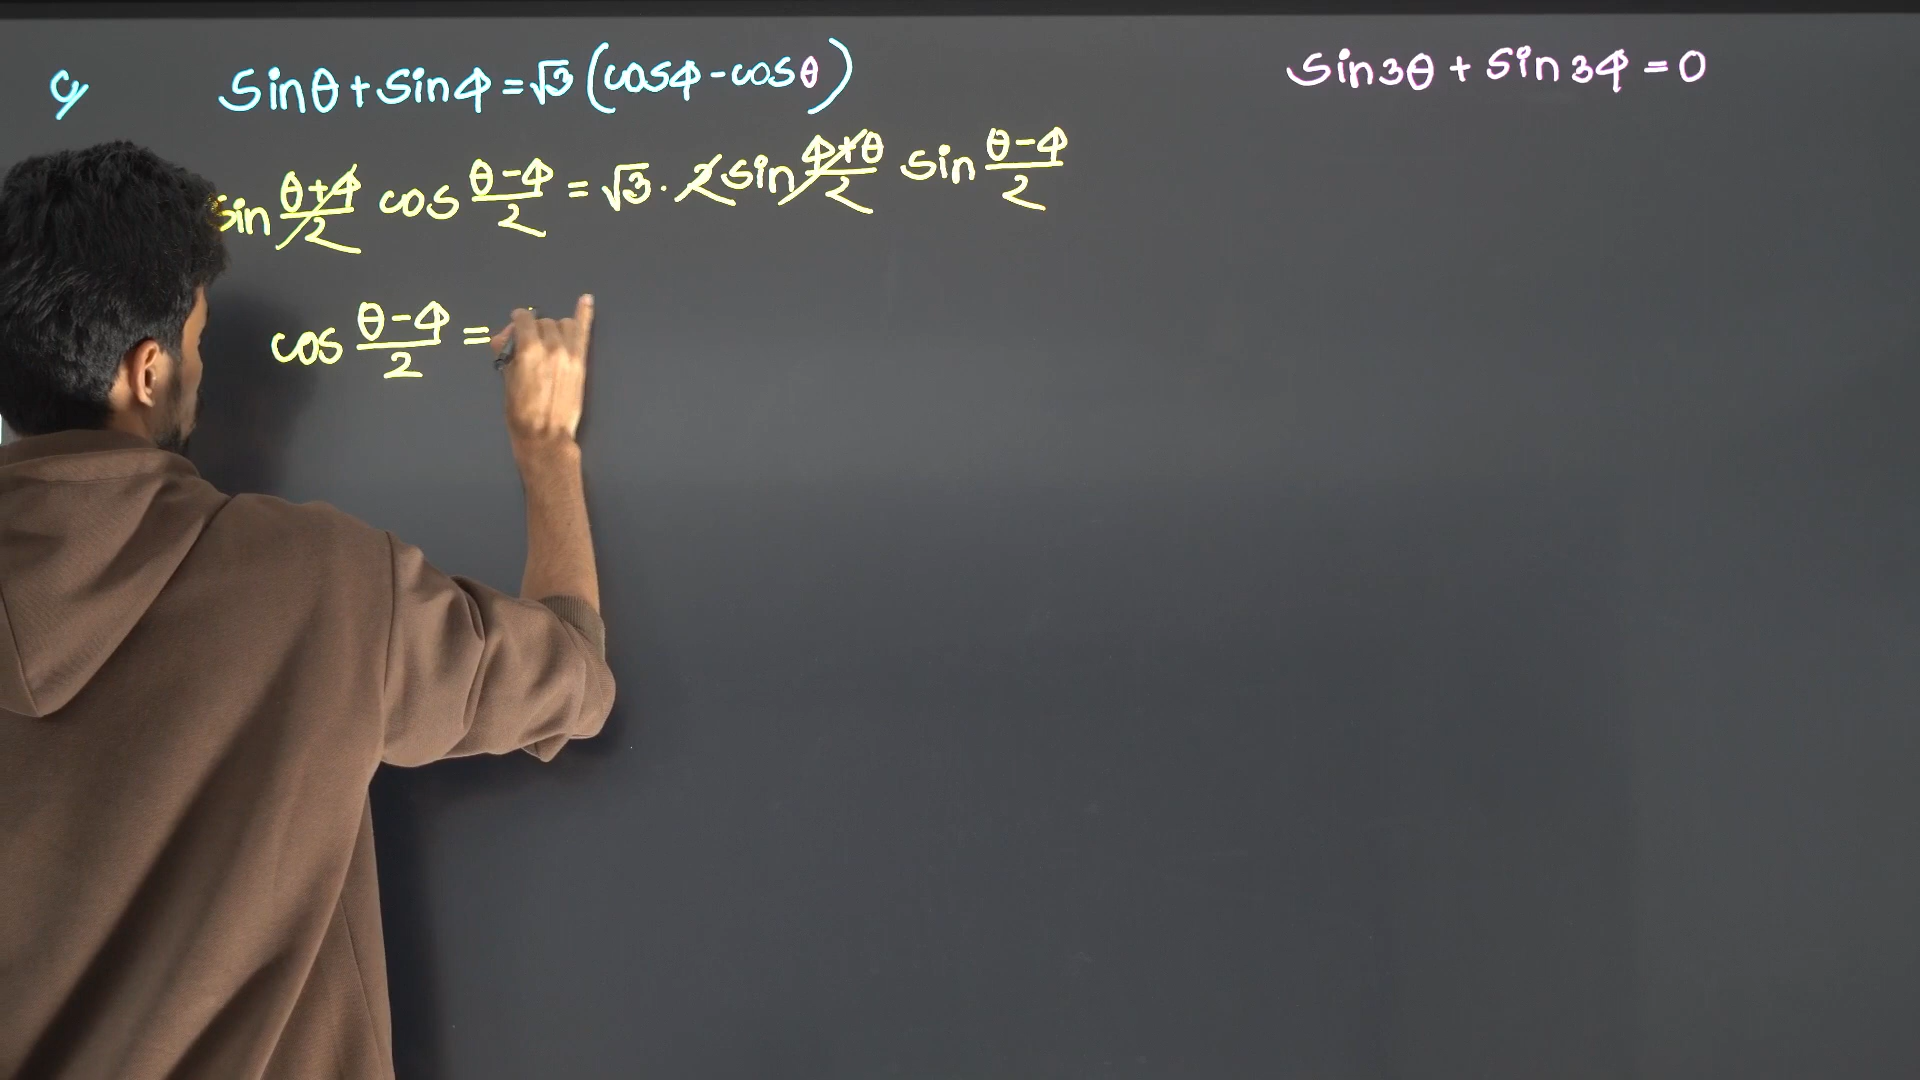 c) sinθ + sinφ = √3 (cosφ - cosθ)
sin3θ + sin3φ = 0
sin (θ+φ)/2 cos (θ-φ)/2 = √3 · 2 sin (φ+θ)/2 sin (θ-φ)/2
cos (θ-φ)/2 =